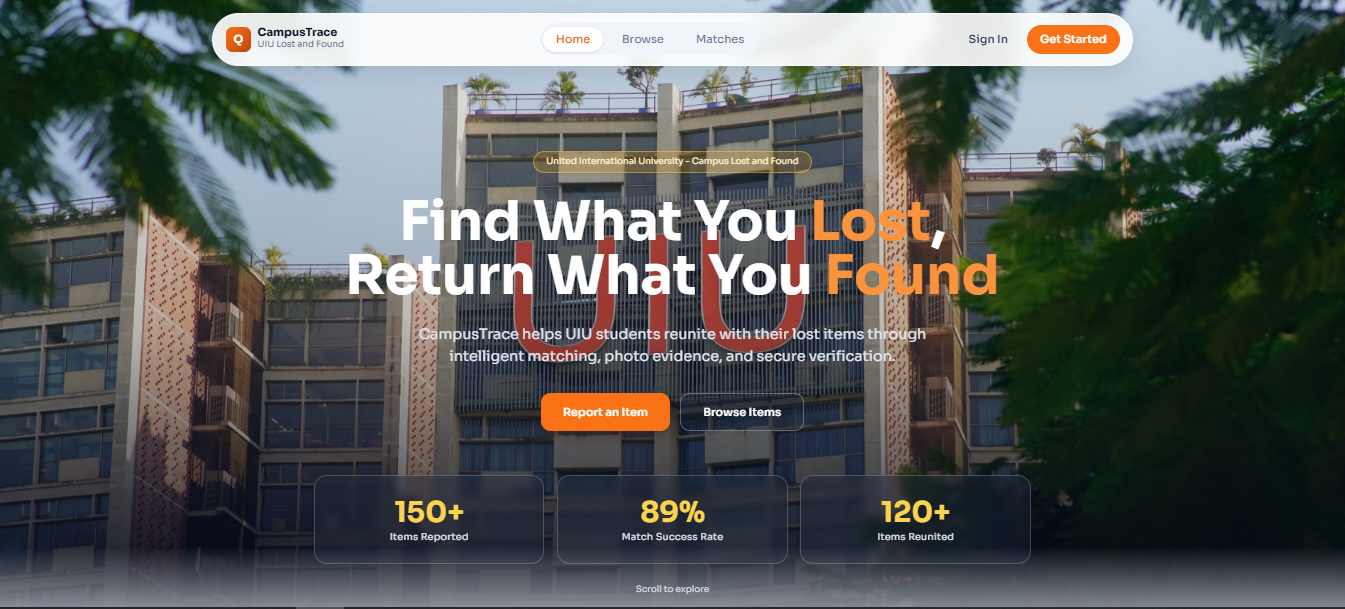 Q
CampusTrace
UIU Lost and Found
Home
Browse
Matches
Sign In
Get Started
United International University – Campus Lost and Found
Find What You Lost,
Return What You Found
UIU
CampusTrace helps UIU students reunite with their lost items through
intelligent matching, photo evidence, and secure verification.
Report an Item
Browse Items
150+
Items Reported
89%
Match Success Rate
120+
Items Reunited
Scroll to explore